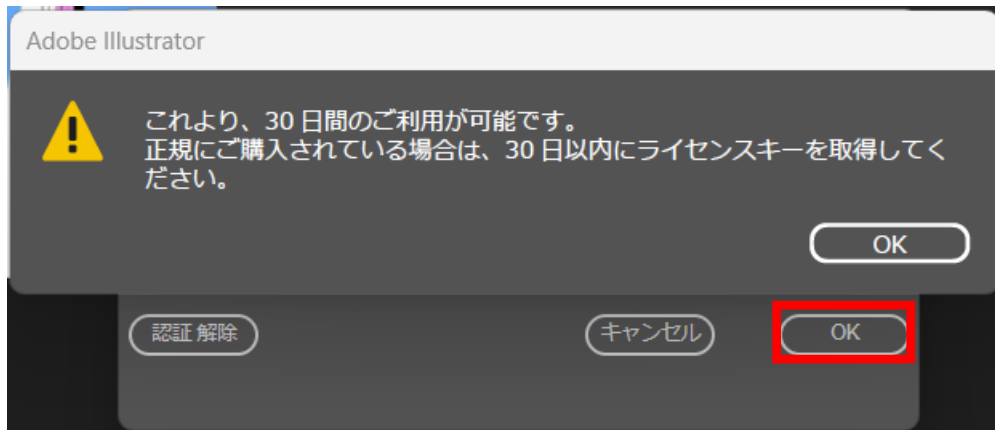 Adobe Illustrator
これより、30 日間のご利用が可能です。
正規にご購入されている場合は、30 日以内にライセンスキーを取得してく
ださい。
OK
認証 解除
キャンセル
OK